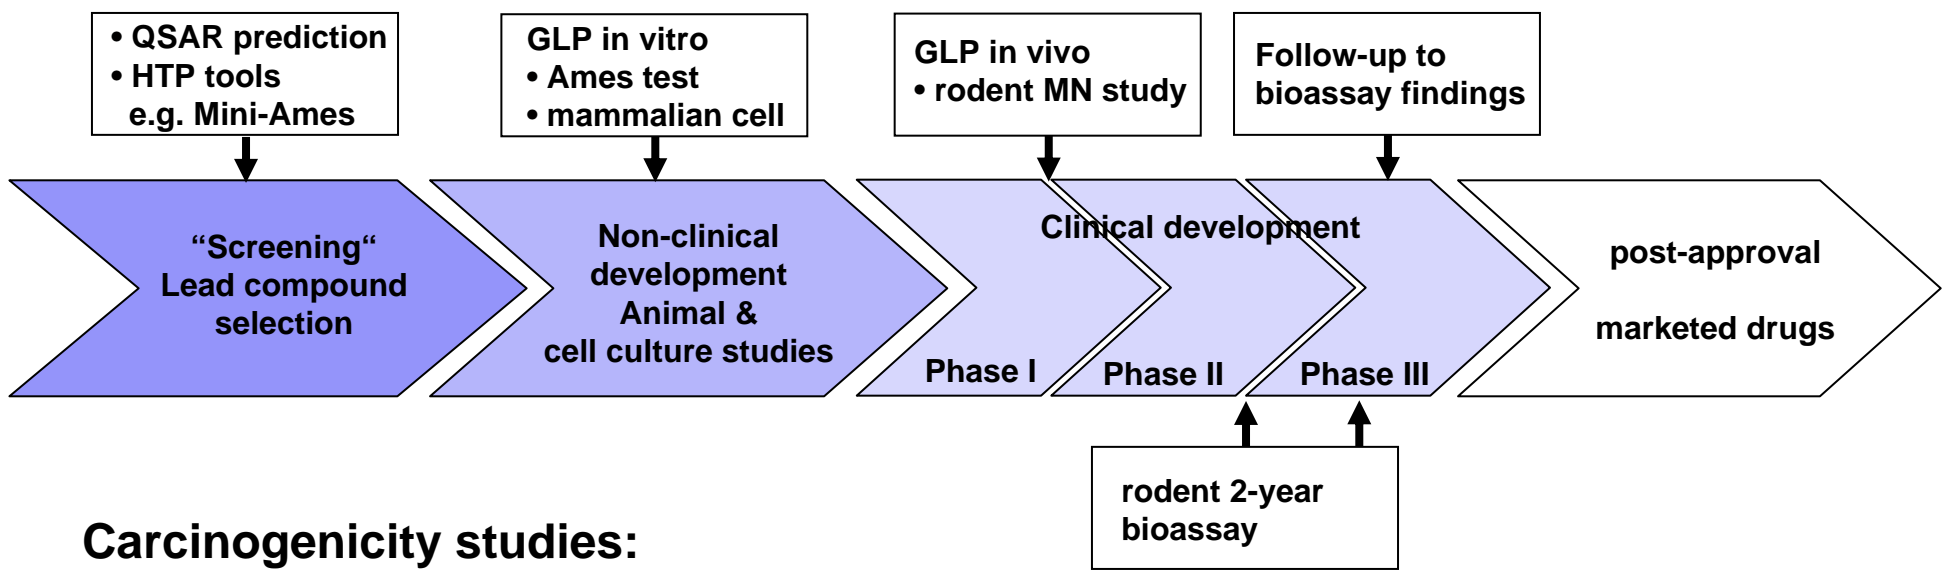 • QSAR prediction
• HTP tools
e.g. Mini-Ames
GLP in vitro
• Ames test
• mammalian cell
GLP in vivo
• rodent MN study
Follow-up to
bioassay findings
“Screening“
Lead compound
selection
Non-clinical
development
Animal &
cell culture studies
Clinical development
Phase I
Phase II
Phase III
post-approval
marketed drugs
rodent 2-year
bioassay
Carcinogenicity studies: